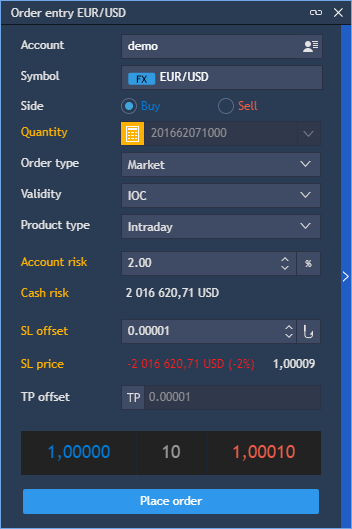 Order entry EUR/USD
Account demo
Symbol FX EUR/USD
Side Buy Sell
Quantity 201662071000
Order type Market
Validity IOC
Product type Intraday
Account risk 2.00 %
Cash risk 2 016 620,71 USD
SL offset 0.00001
SL price -2 016 620,71 USD (-2%) 1,00009
TP offset TP 0.00001
1,00000 10 1,00010
Place order